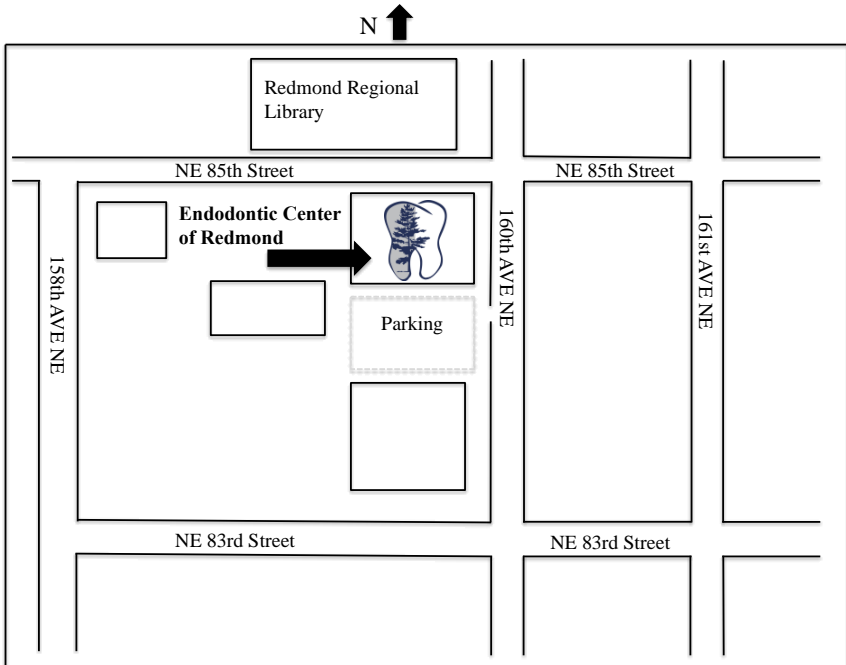 N
Redmond Regional
Library
NE 85th Street
NE 85th Street
Endodontic Center
of Redmond
158th AVE NE
160th AVE NE
161st AVE NE
Parking
NE 83rd Street
NE 83rd Street